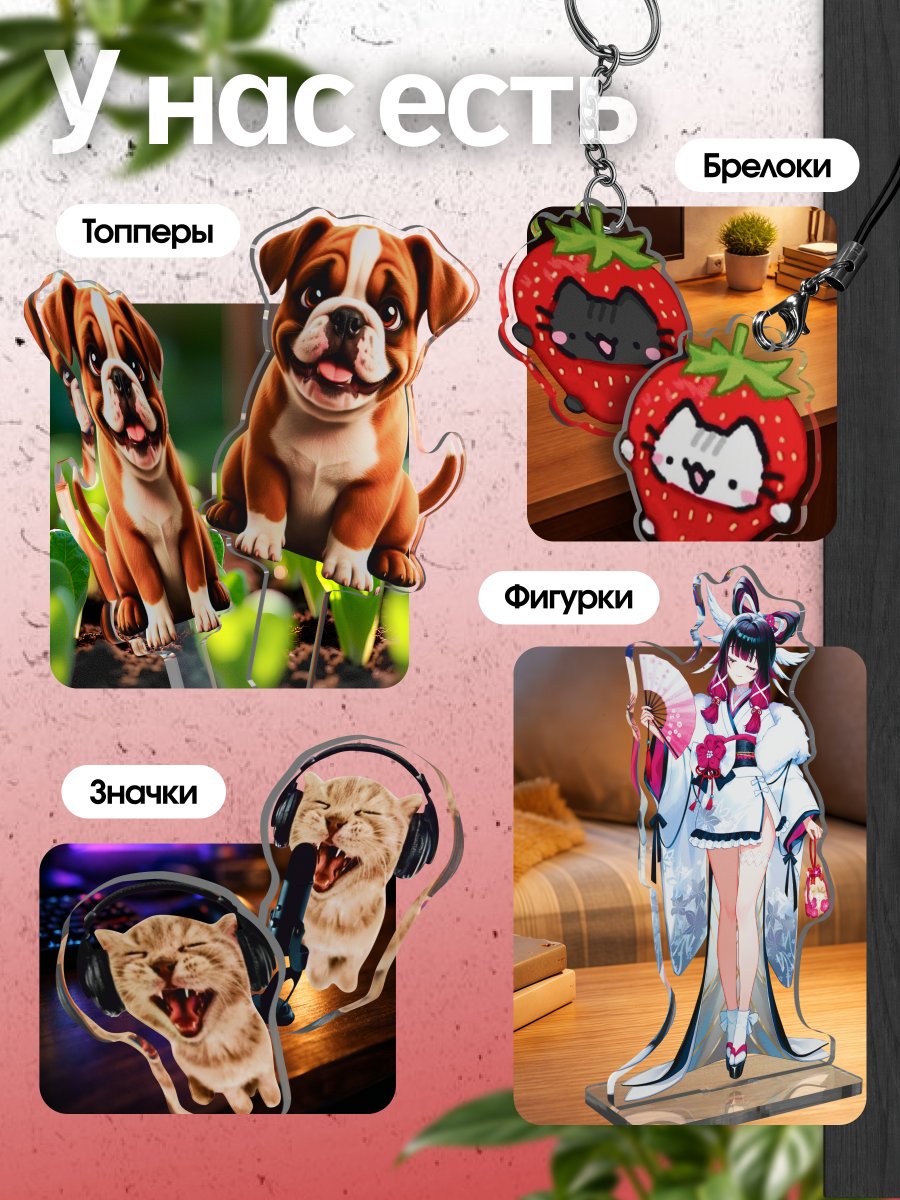 У нас есть
Брелоки
Топперы
Фигурки
Значки